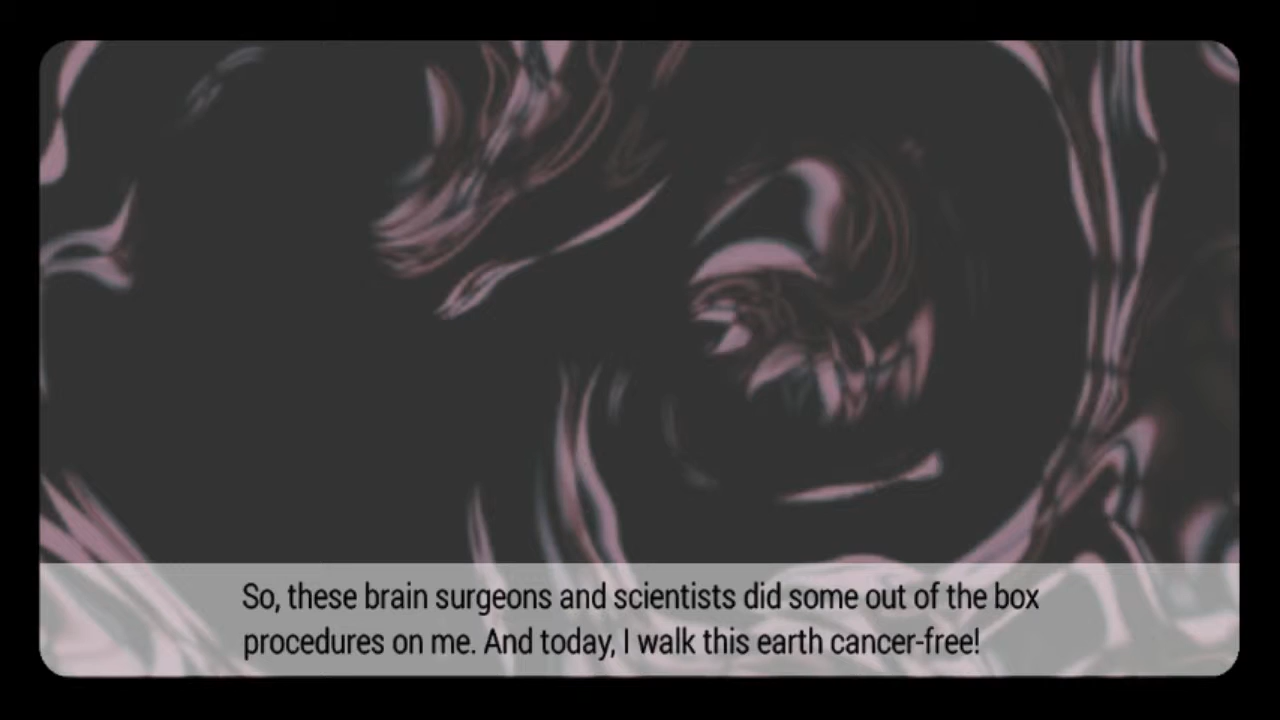 So, these brain surgeons and scientists did some out of the box
procedures on me. And today, I walk this earth cancer-free!